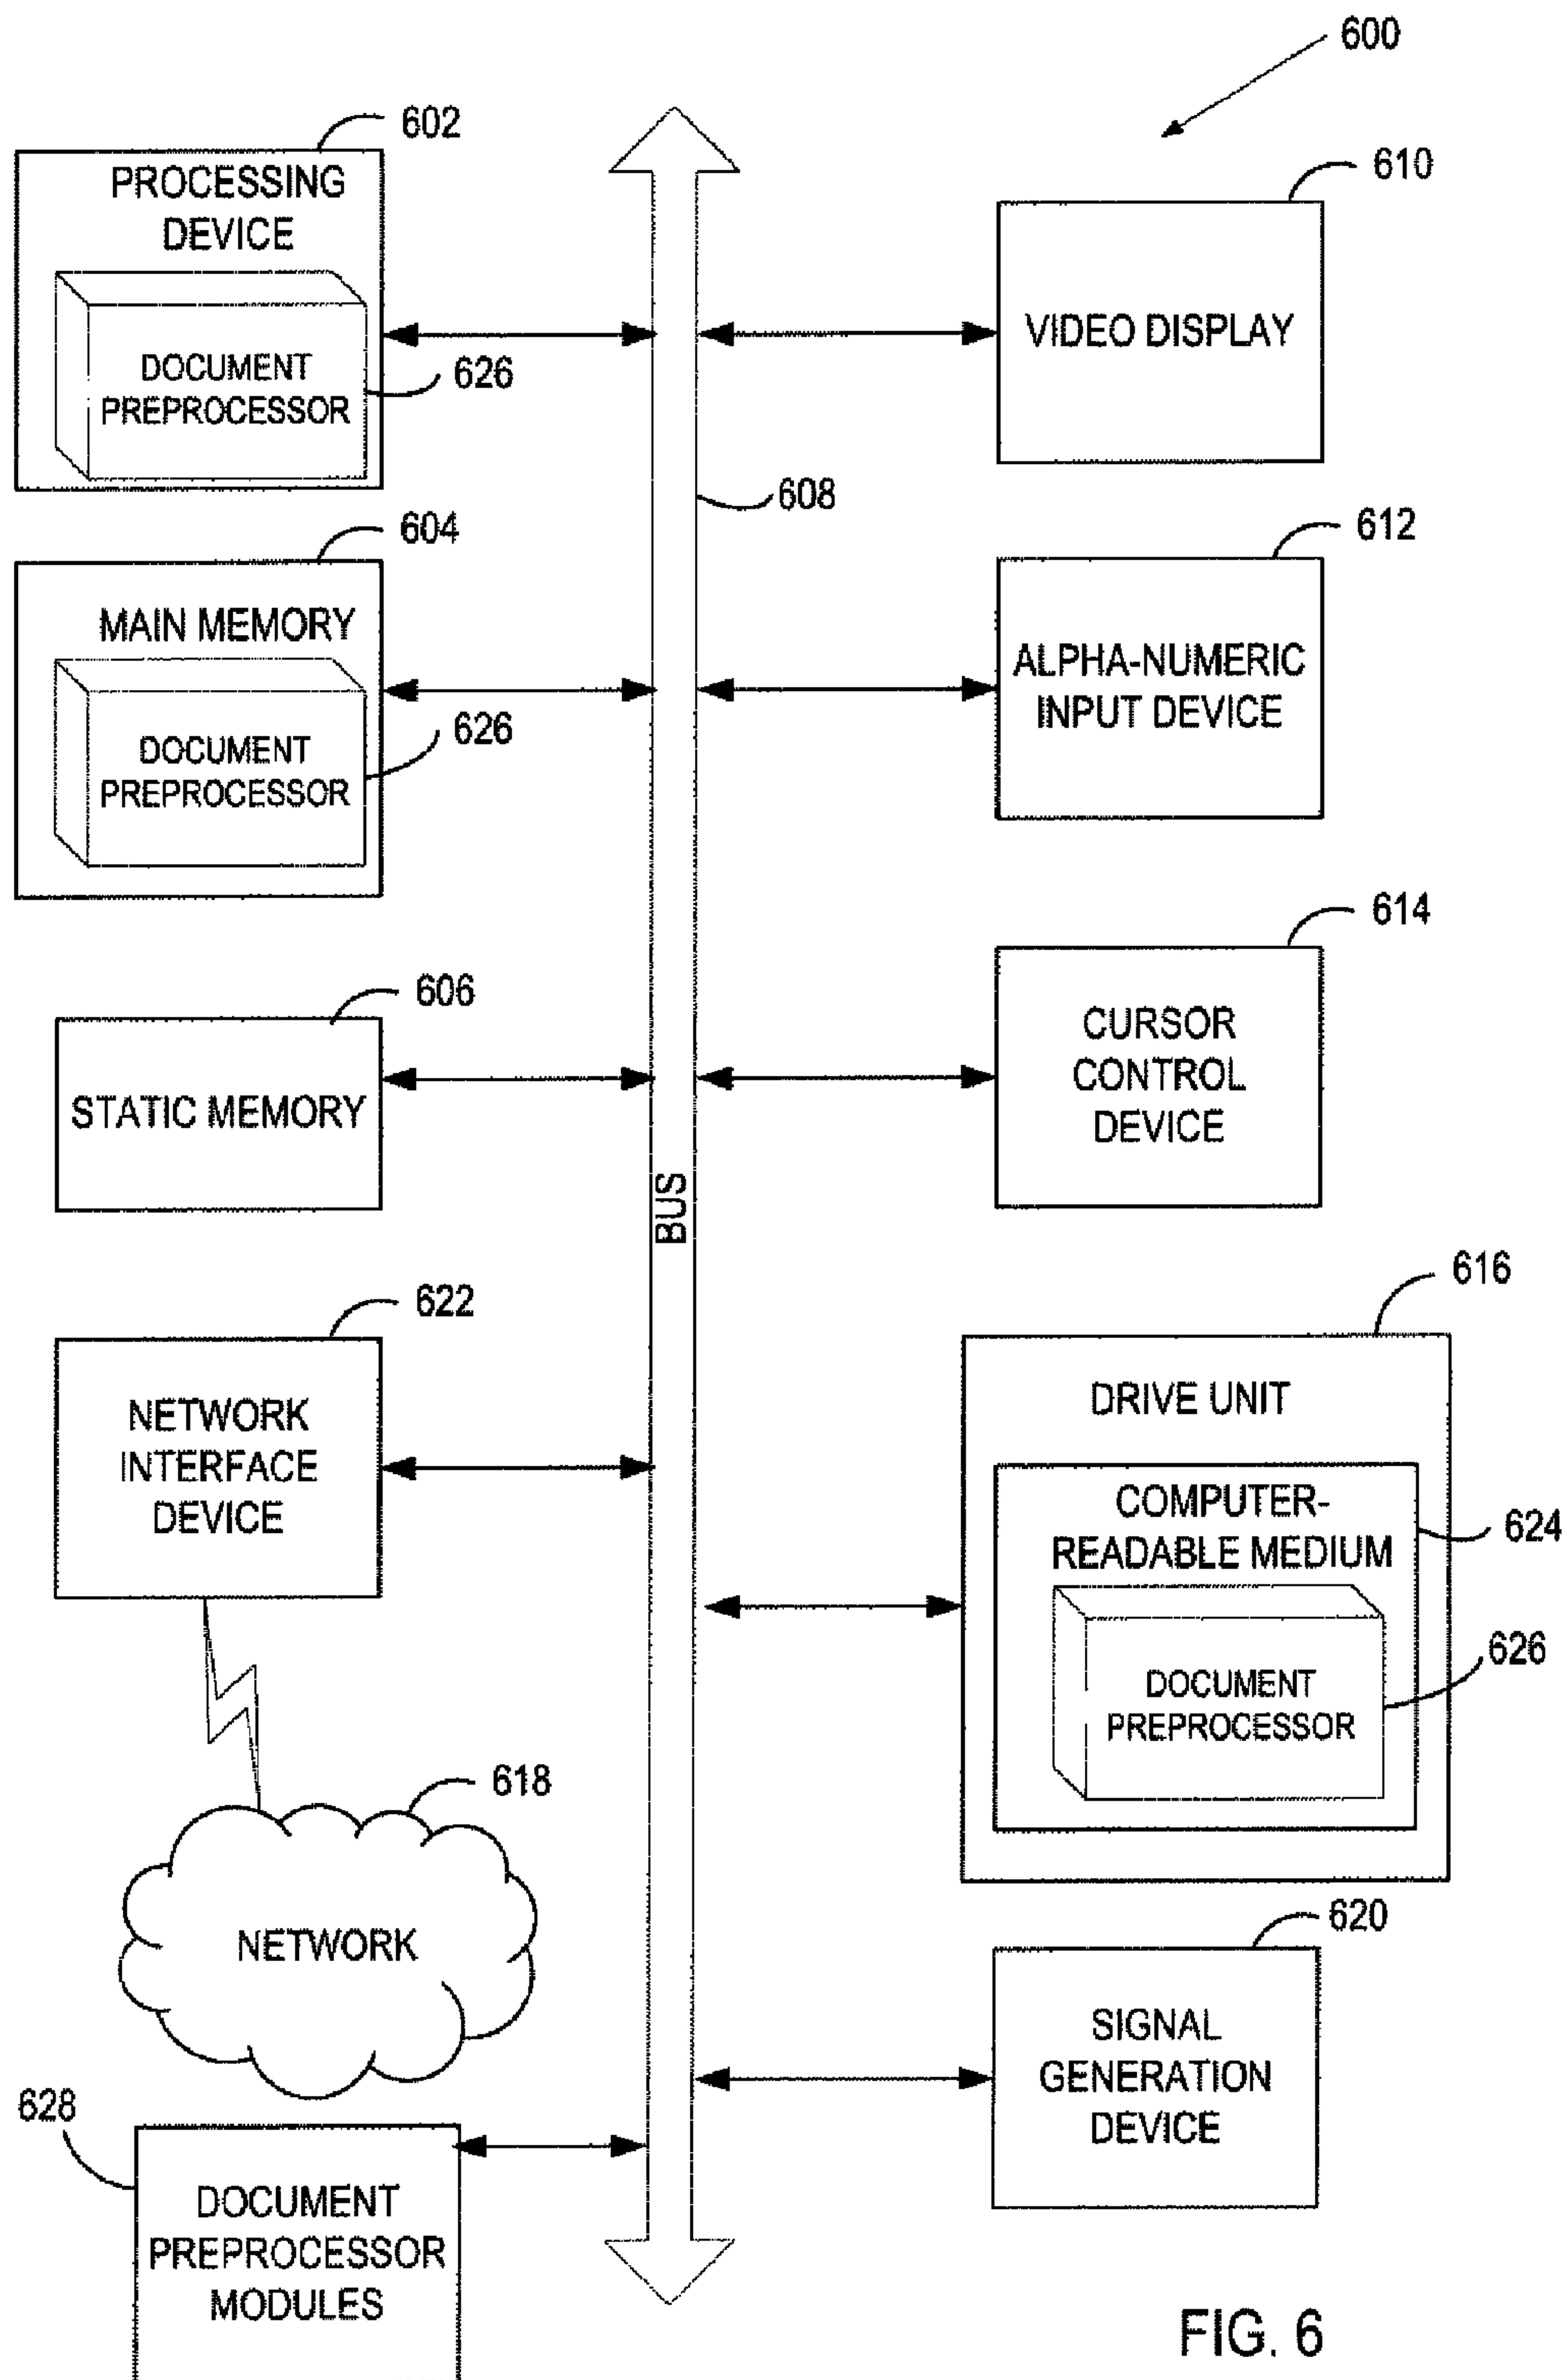 600
602
PROCESSING
DEVICE
DOCUMENT
PREPROCESSOR
626
610
VIDEO DISPLAY
608
604
MAIN MEMORY
DOCUMENT
PREPROCESSOR
626
612
ALPHA-NUMERIC
INPUT DEVICE
614
CURSOR
CONTROL
DEVICE
606
STATIC MEMORY
BUS
622
NETWORK
INTERFACE
DEVICE
616
DRIVE UNIT
COMPUTER-
READABLE MEDIUM
624
DOCUMENT
PREPROCESSOR
626
618
NETWORK
620
SIGNAL
GENERATION
DEVICE
628
DOCUMENT
PREPROCESSOR
MODULES
FIG. 6